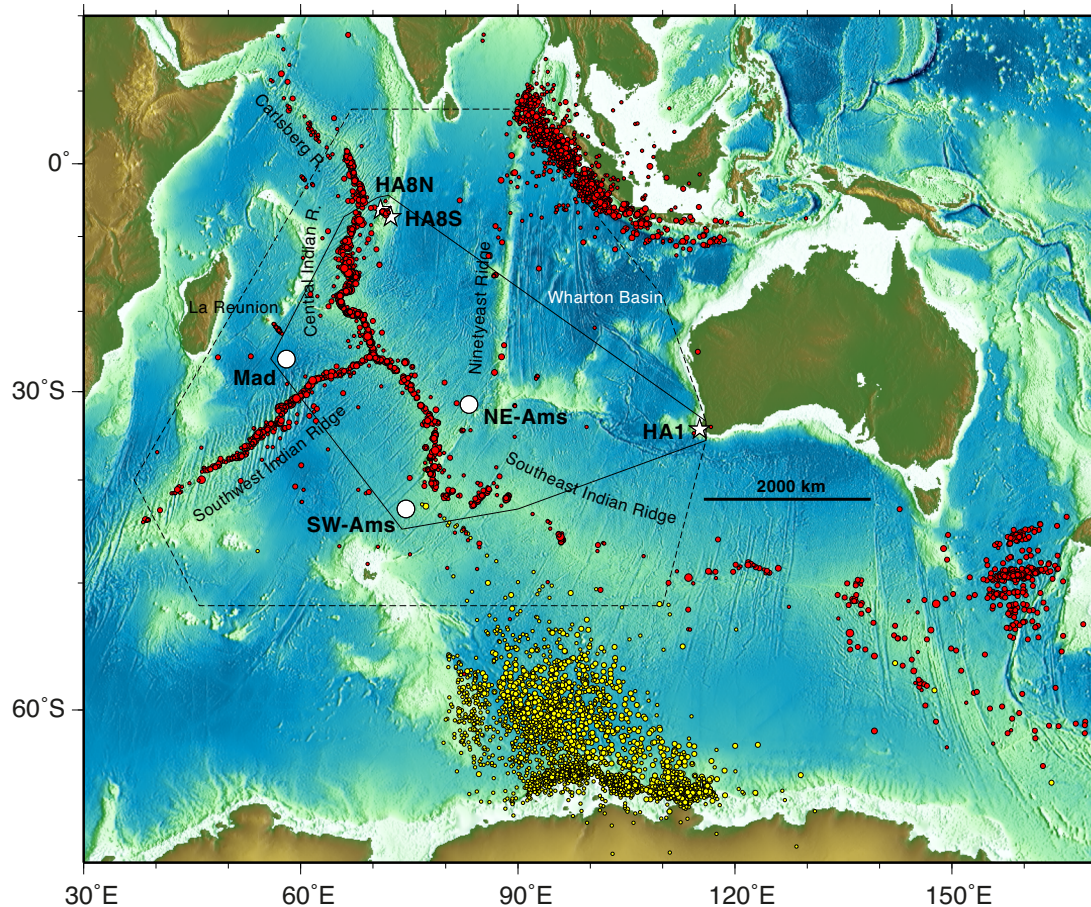 Carlsberg R.
0°
HA8N
HA8S
Central Indian R.
Ninetyeast Ridge
La Reunion
Wharton Basin
Mad
30°S
NE-Ams
HA1
Southwest Indian Ridge
Southeast Indian Ridge
2000 km
SW-Ams
60°S
30°E
60°E
90°E
120°E
150°E